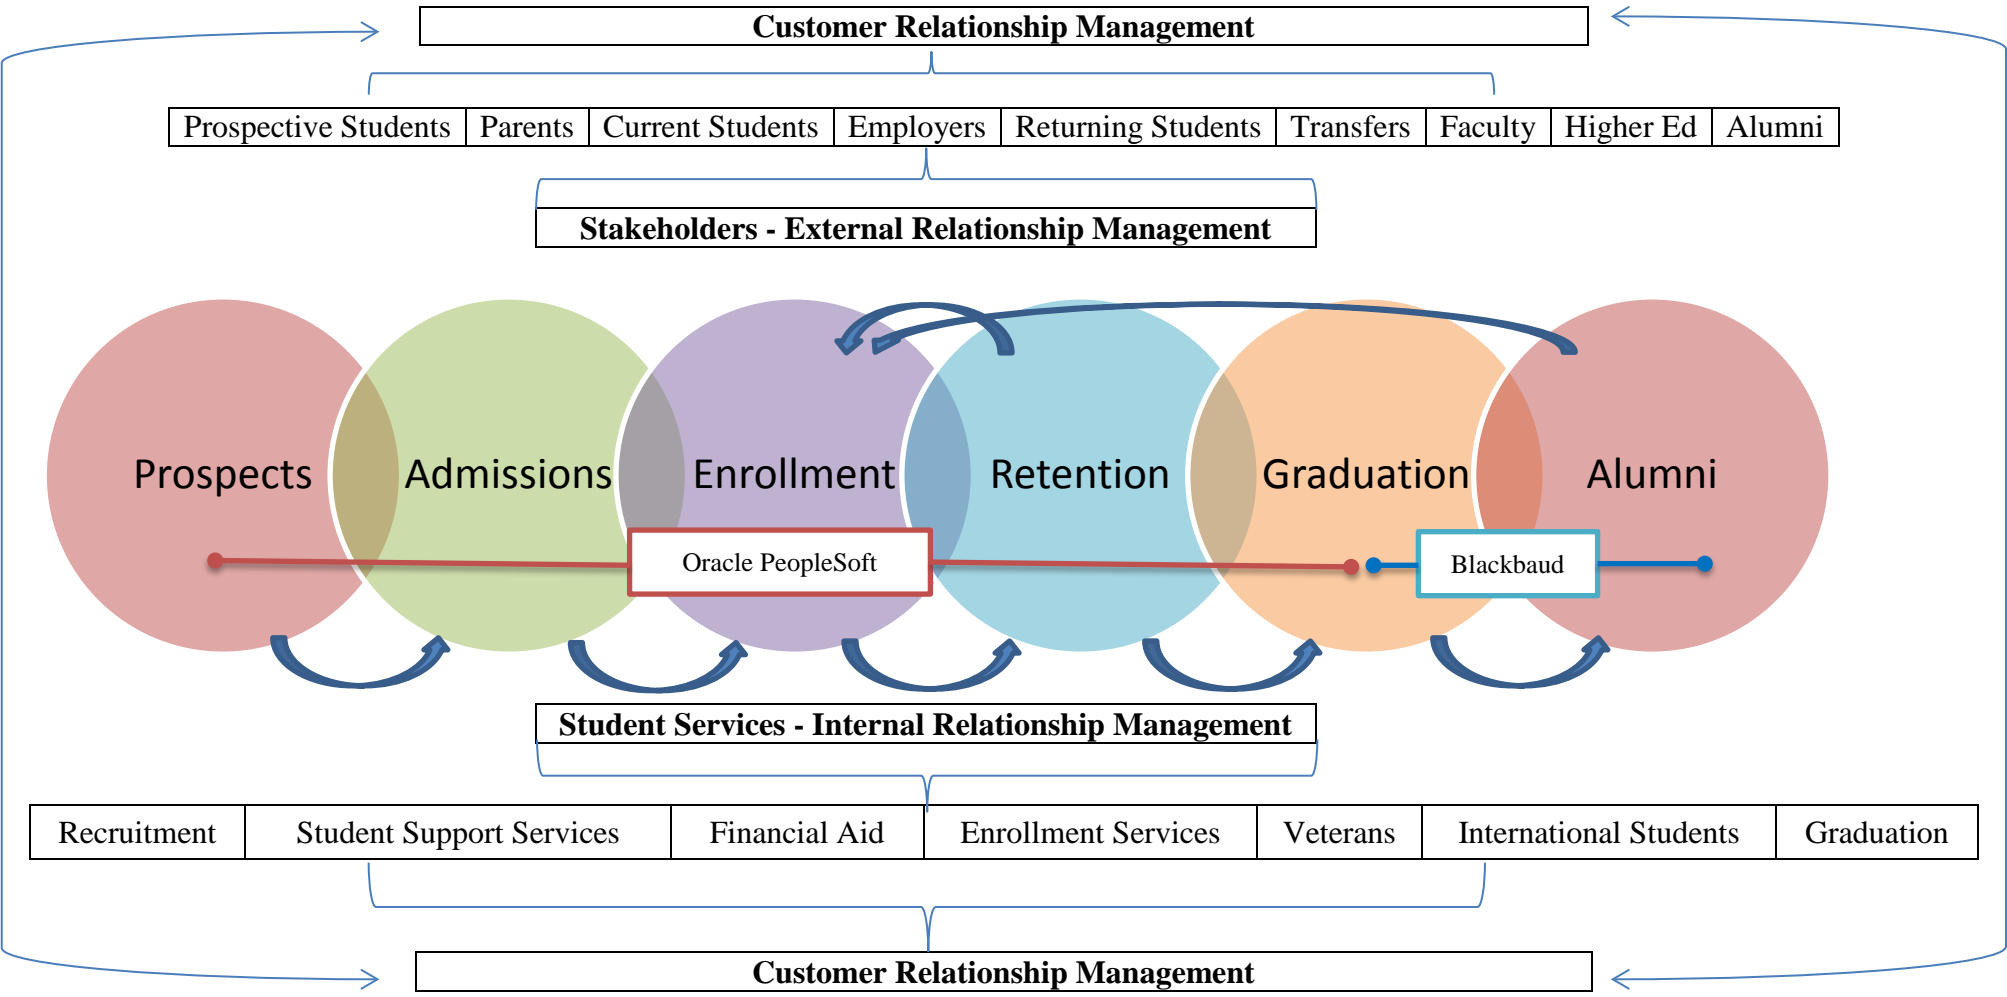 Customer Relationship Management
Prospective Students Parents Current Students Employers Returning Students Transfers Faculty Higher Ed Alumni
Stakeholders - External Relationship Management
Prospects Admissions Enrollment Retention Graduation Alumni
Oracle PeopleSoft Blackbaud
Student Services - Internal Relationship Management
Recruitment Student Support Services Financial Aid Enrollment Services Veterans International Students Graduation
Customer Relationship Management